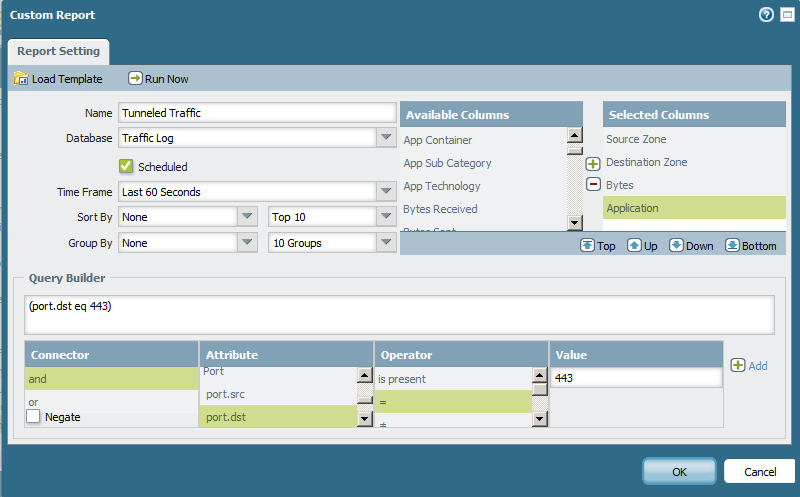 Custom Report
Report Setting
Load Template
Run Now
Name
Tunneled Traffic
Database
Traffic Log
Scheduled
Time Frame
Last 60 Seconds
Sort By
None
Top 10
Group By
None
10 Groups
Available Columns
App Container
App Sub Category
App Technology
Bytes Received
Bytes Sent
Selected Columns
Source Zone
Destination Zone
Bytes
Application
Top
Up
Down
Bottom
Query Builder
(port.dst eq 443)
Connector
and
or
Negate
Attribute
Port
port.src
port.dst
Operator
is present
=
≠
Value
443
Add
OK
Cancel